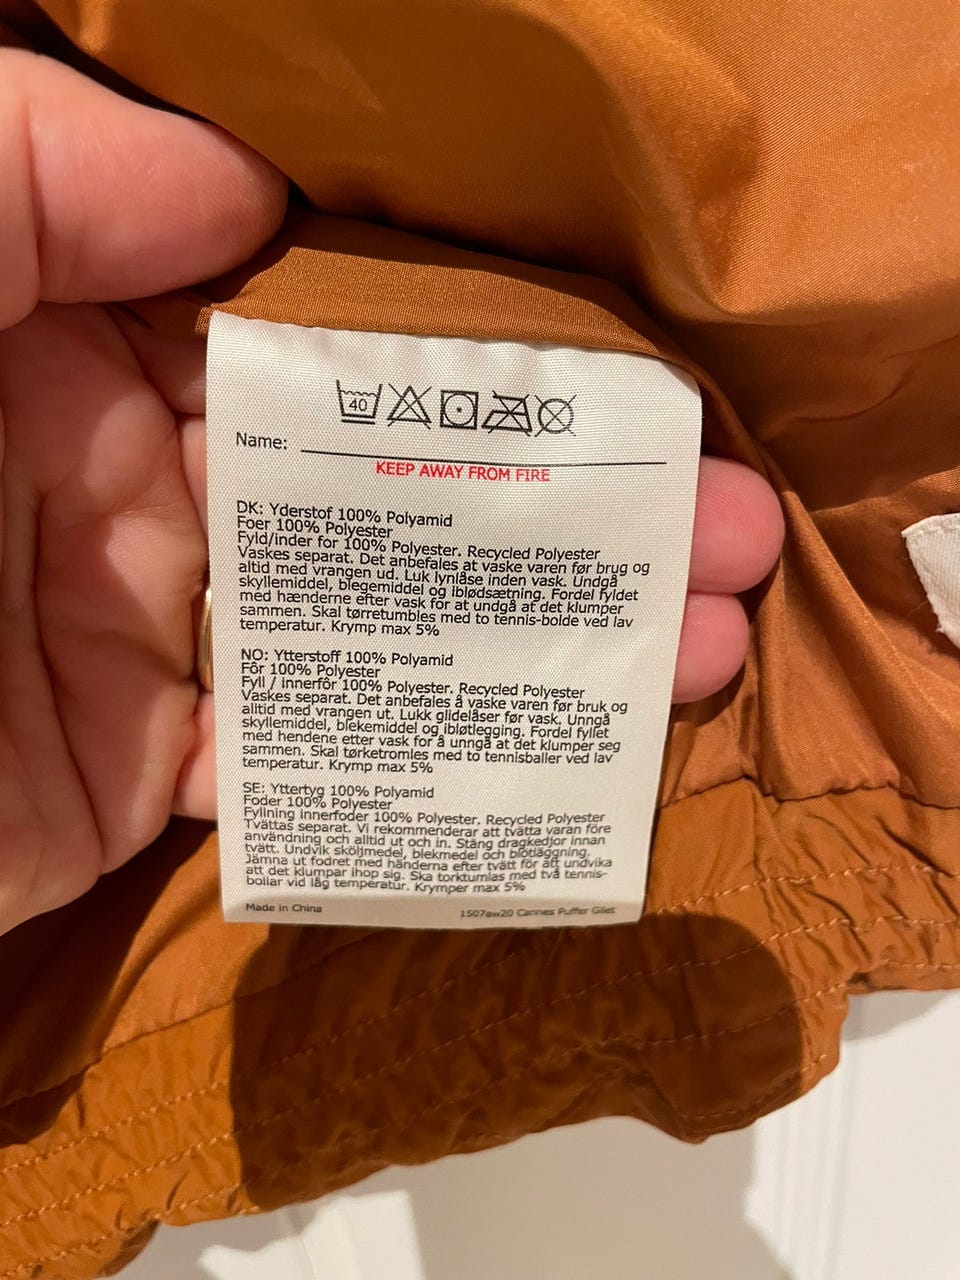 40
Name:
KEEP AWAY FROM FIRE
DK: Yderstof 100% Polyamid
Foer 100% Polyester
Fyld/inder for 100% Polyester. Recycled Polyester
Vaskes separat. Det anbefales at vaske varen før brug og
altid med vrangen ud. Luk lynlåse inden vask. Undgå
skyllemiddel, blegemiddel og iblødsætning. Fordel fyldet
med hænderne efter vask for at undgå at det klumper
sammen. Skal tørretumbles med to tennis-bolde ved lav
temperatur. Krymp max 5%
NO: Ytterstoff 100% Polyamid
Fôr 100% Polyester
Fyll / innerfôr 100% Polyester. Recycled Polyester
Vaskes separat. Det anbefales å vaske varen før bruk og
alltid med vrangen ut. Lukk glidelåser før vask. Unngå
skyllemiddel, blekemiddel og ibløtlegging. Fordel fyllet
med hendene etter vask for å unngå at det klumper seg
sammen. Skal tørketromles med to tennisballer ved lav
temperatur. Krymp max 5%
SE: Yttertyg 100% Polyamid
Foder 100% Polyester
Fyllning innerfoder 100% Polyester. Recycled Polyester
Tvättas separat. Vi rekommenderar att tvätta varan före
användning och alltid ut och in. Stäng dragkedjor innan
tvätt. Undvik sköljmedel, blekmedel och blötläggning.
Jämna ut fodret med händerna efter tvätt för att undvika
att det klumpar ihop sig. Ska torktumlas med två tennis-
bollar vid låg temperatur. Krymper max 5%
Made in China
1507aw20 Cannes Puffer Gilet